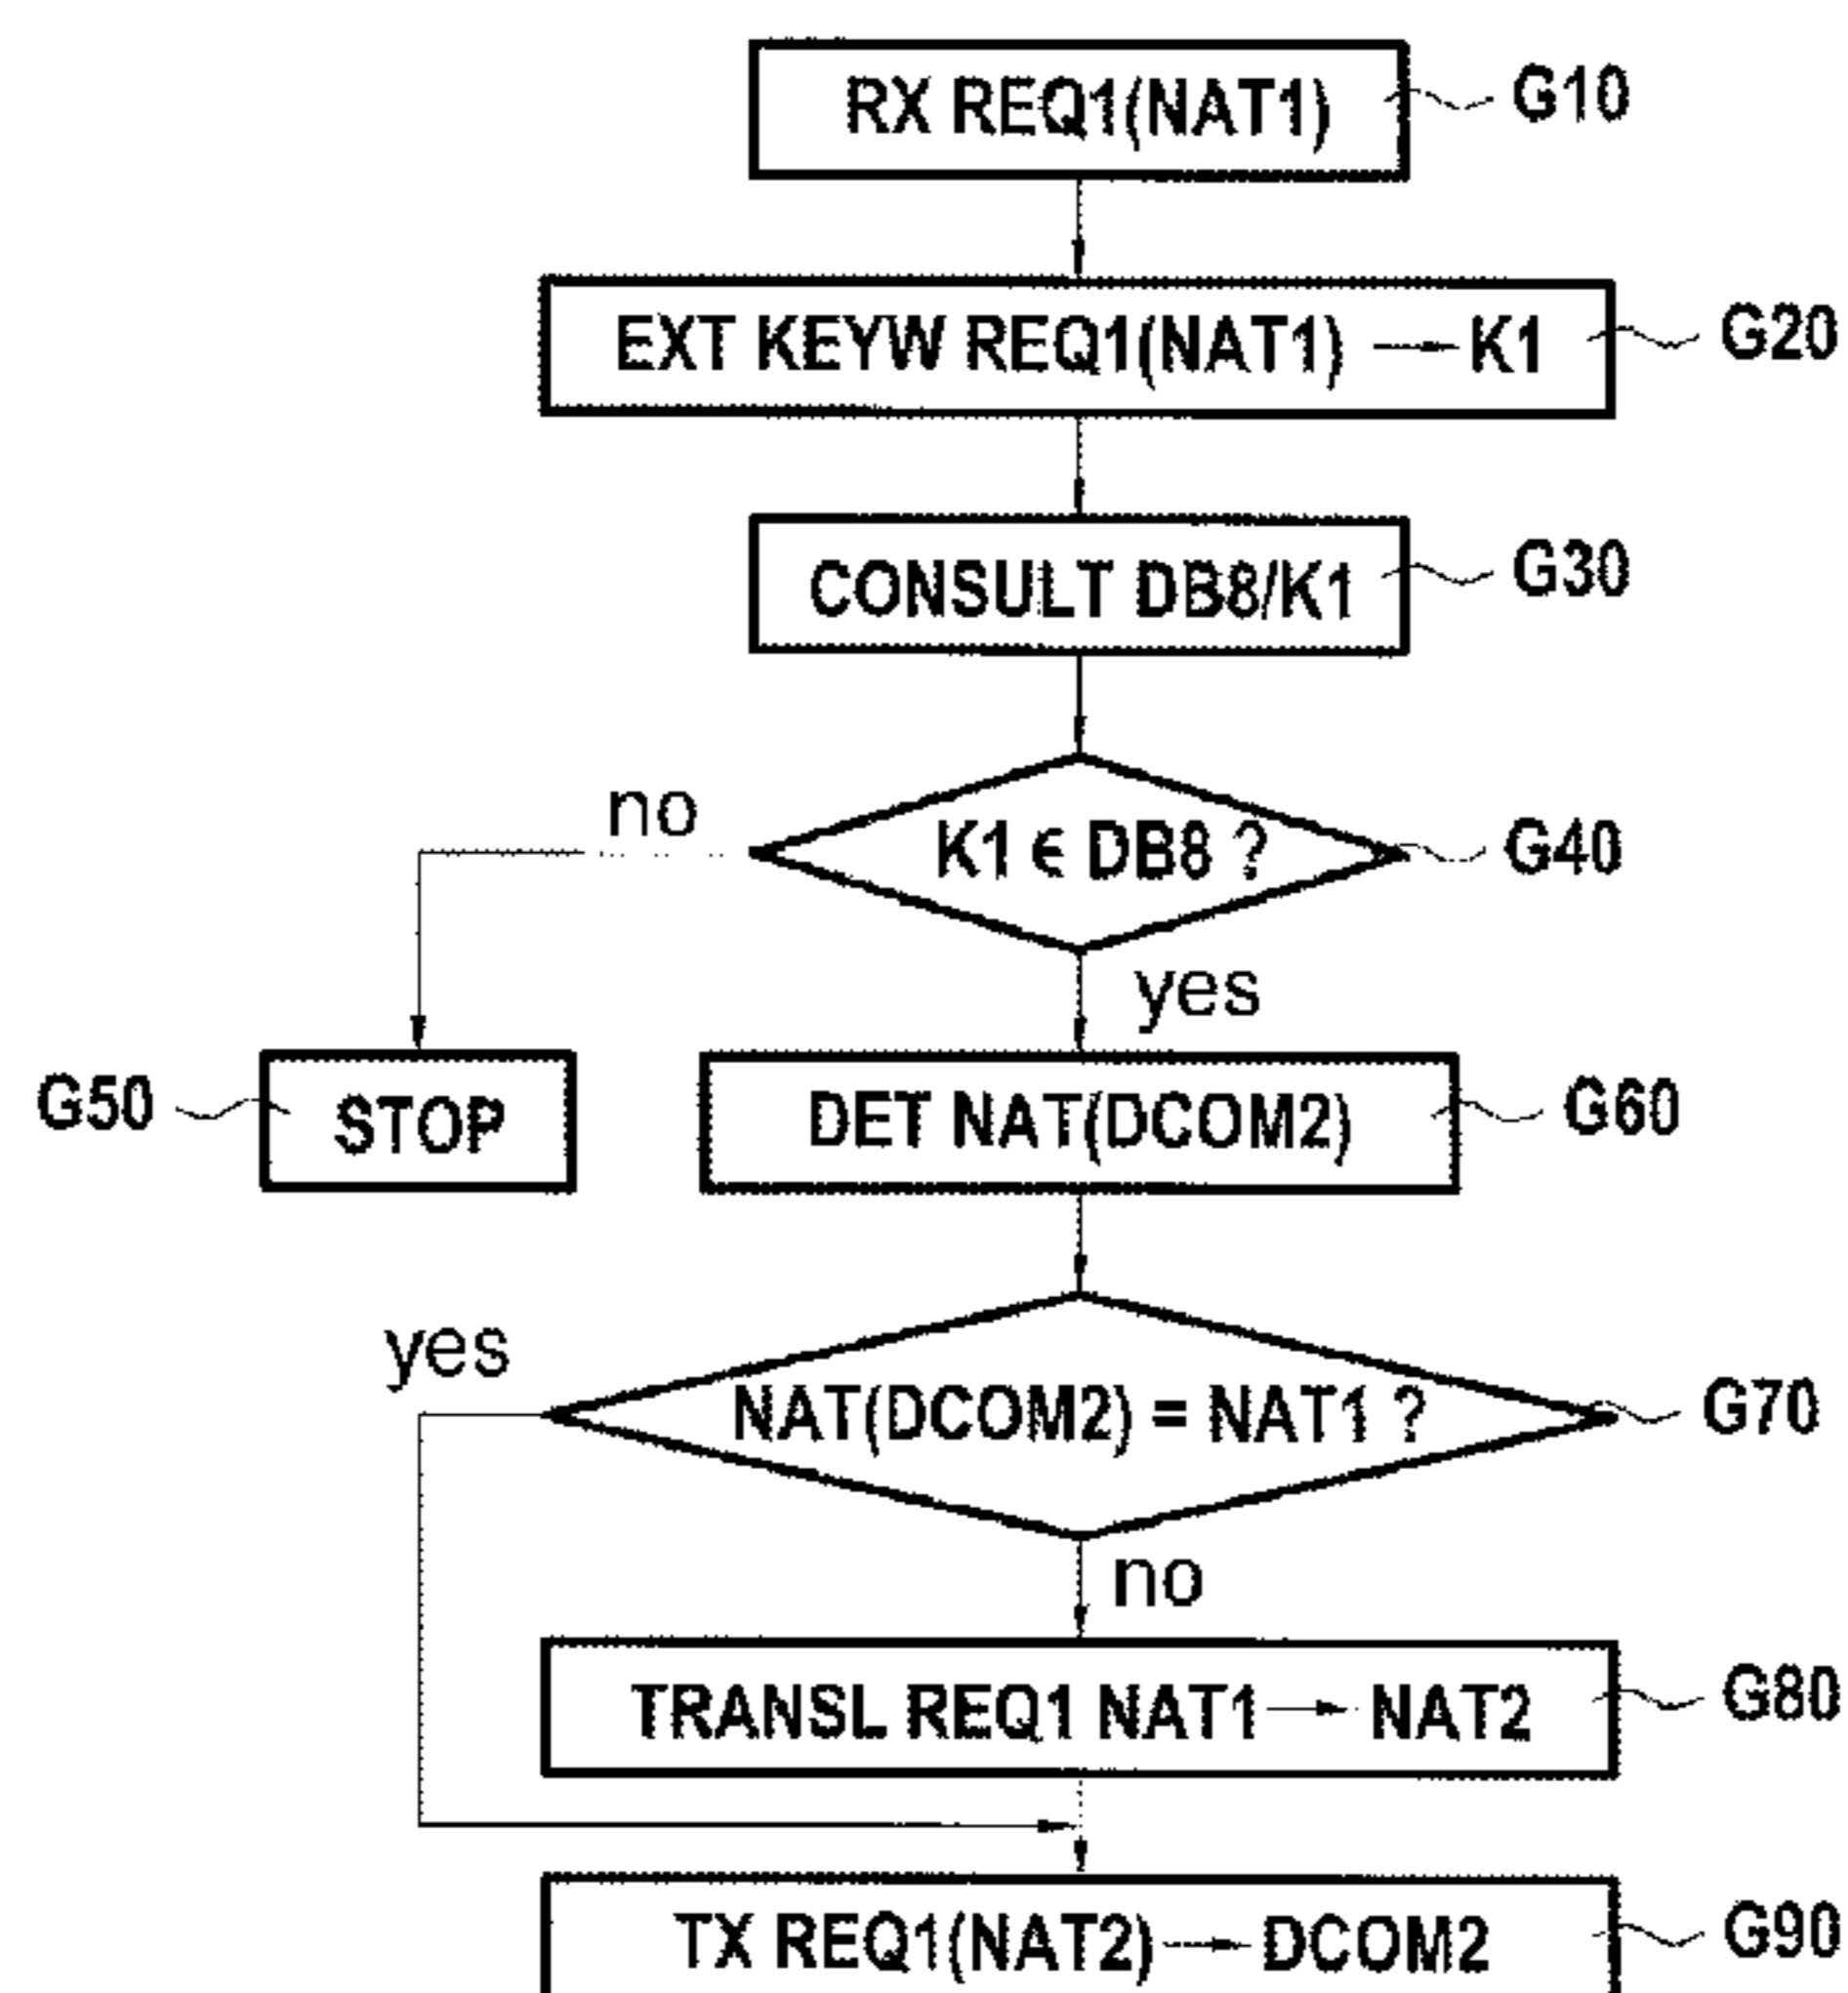 RX REQ1(NAT1)
G10
EXT KEYW REQ1(NAT1) → K1
G20
CONSULT DB8/K1
G30
no
K1 ∈ DB8 ?
G40
yes
G50
STOP
DET NAT(DCOM2)
G60
yes
NAT(DCOM2) = NAT1 ?
G70
no
TRANSL REQ1 NAT1 → NAT2
G80
TX REQ1(NAT2) → DCOM2
G90